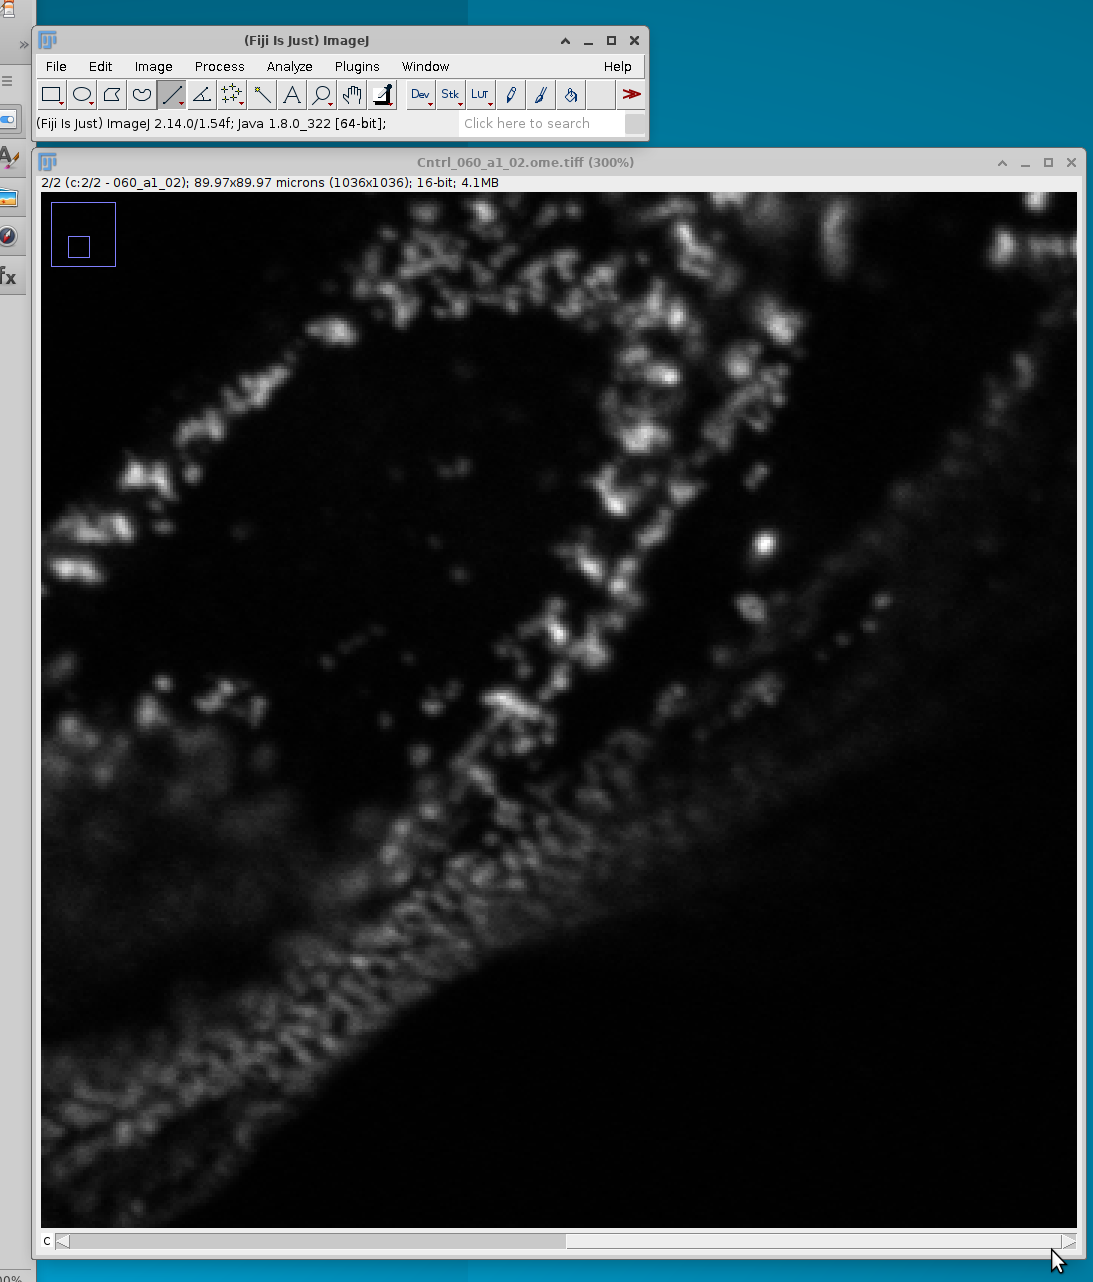 »
(Fiji Is Just) ImageJ
File Edit Image Process Analyze Plugins Window Help
A Dev Stk Lut ≫
(Fiji Is Just) ImageJ 2.14.0/1.54f; Java 1.8.0_322 [64-bit]; Click here to search
Cntrl_060_a1_02.ome.tiff (300%)
2/2 (c:2/2 - 060_a1_02); 89.97x89.97 microns (1036x1036); 16-bit; 4.1MB
fx
c